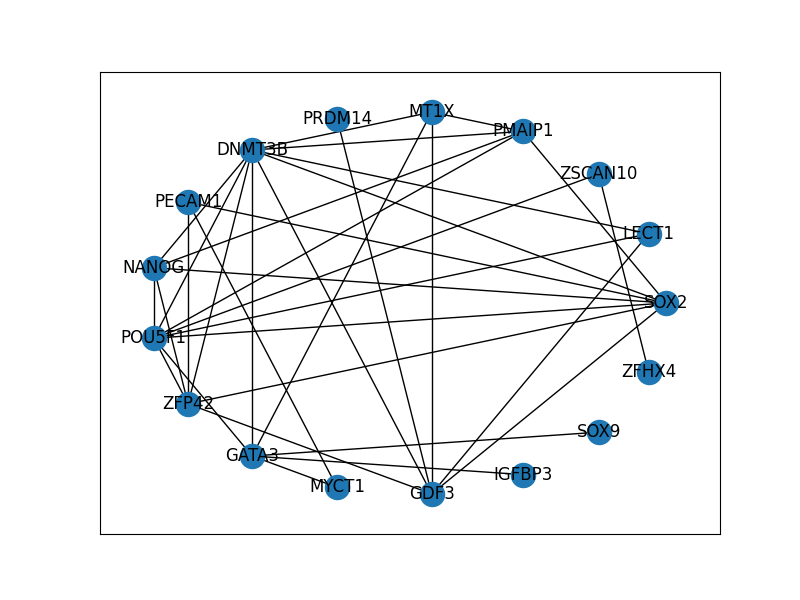 MT1X
PRDM14
PMAIP1
DNMT3B
ZSCAN10
PECAM1
LECT1
NANOG
SOX2
POU5F1
ZFHX4
ZFP42
SOX9
GATA3
IGFBP3
MYCT1
GDF3